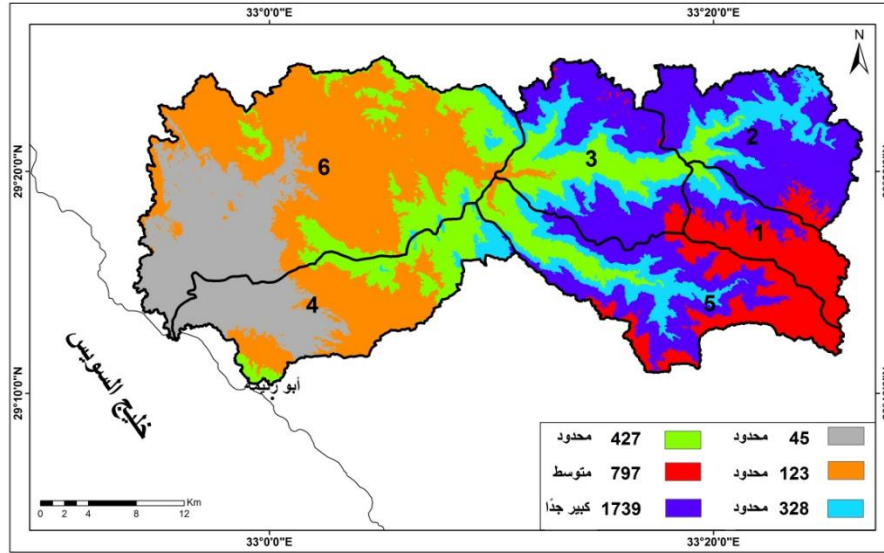 33°0'0"E 33°20'0"E
N
2
29°20'0"N
3
6
1
4
5
خليج السويس
أبو زنيمة
29°10'0"N
45 محدود 427 محدود
123 محدود 797 متوسط
328 محدود 1739 كبير جدًا
0 2 4 8 12 Km
33°0'0"E 33°20'0"E